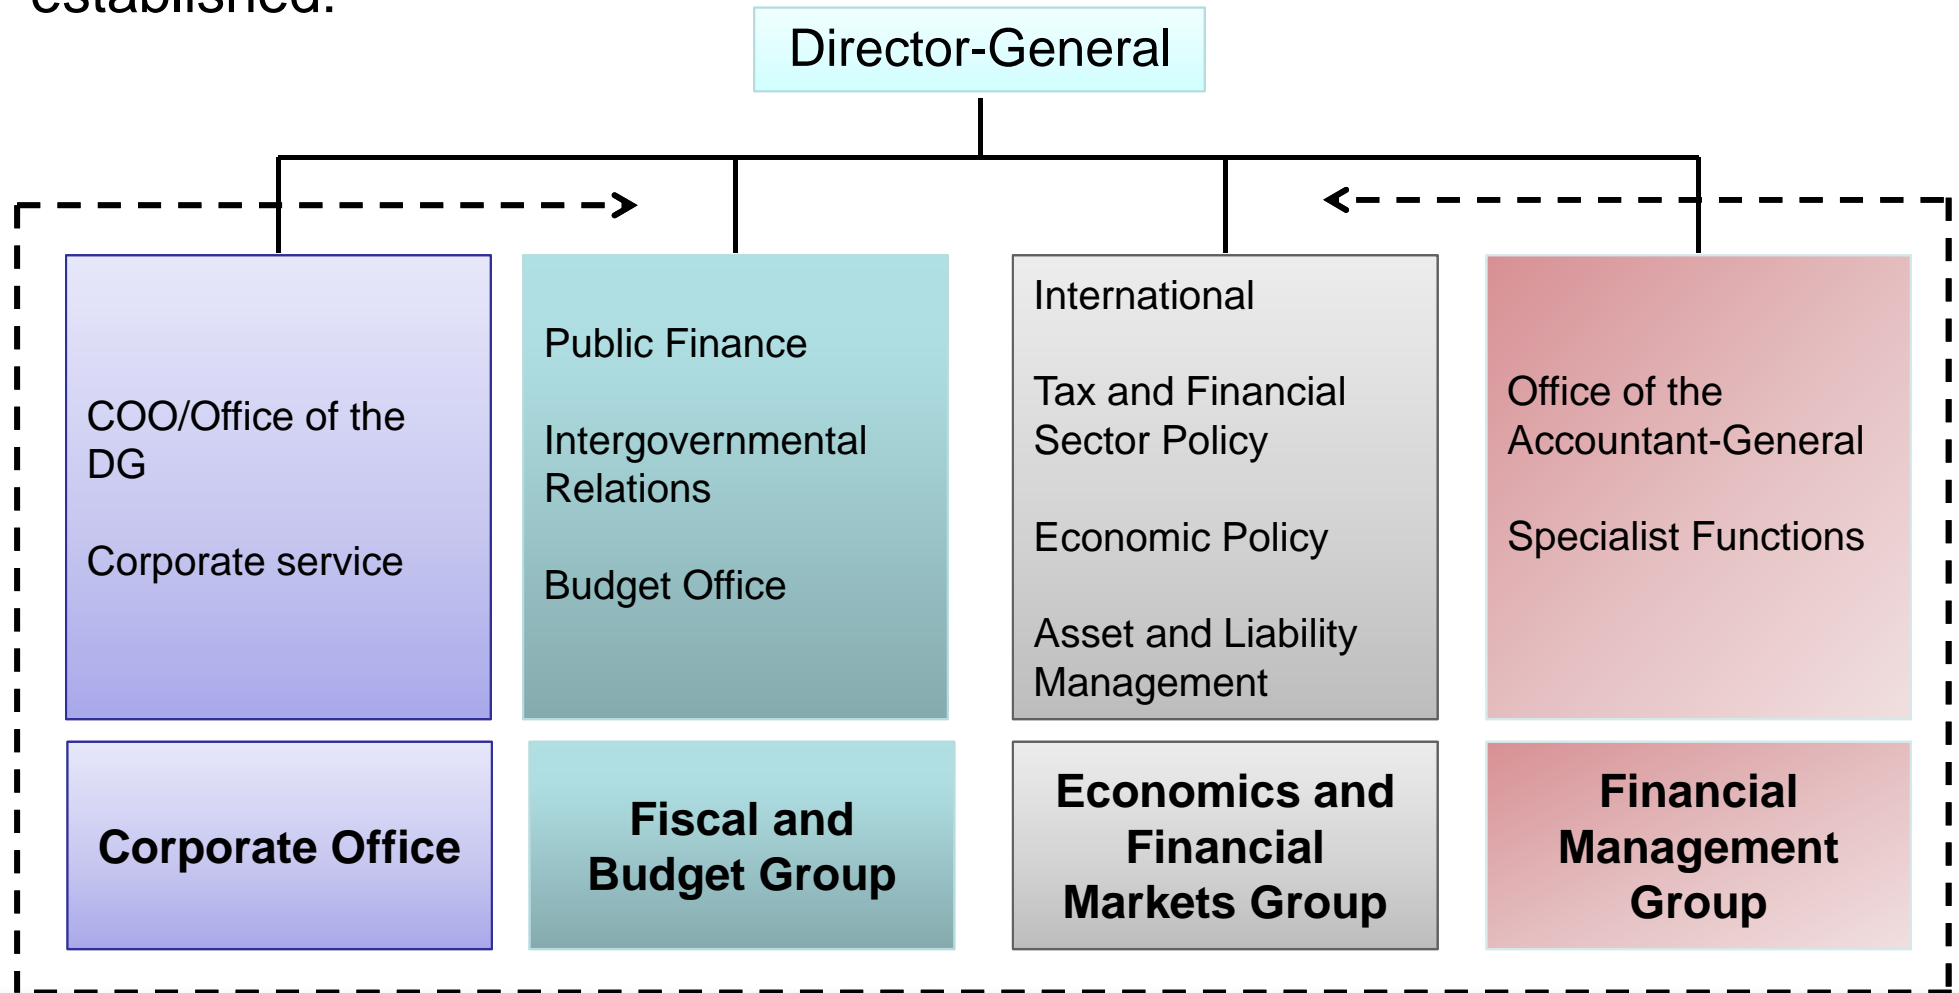 established.
Director-General
COO/Office of the
DG
Corporate service
Public Finance
Intergovernmental
Relations
Budget Office
International
Tax and Financial
Sector Policy
Economic Policy
Asset and Liability
Management
Office of the
Accountant-General
Specialist Functions
Corporate Office
Fiscal and
Budget Group
Economics and
Financial
Markets Group
Financial
Management
Group